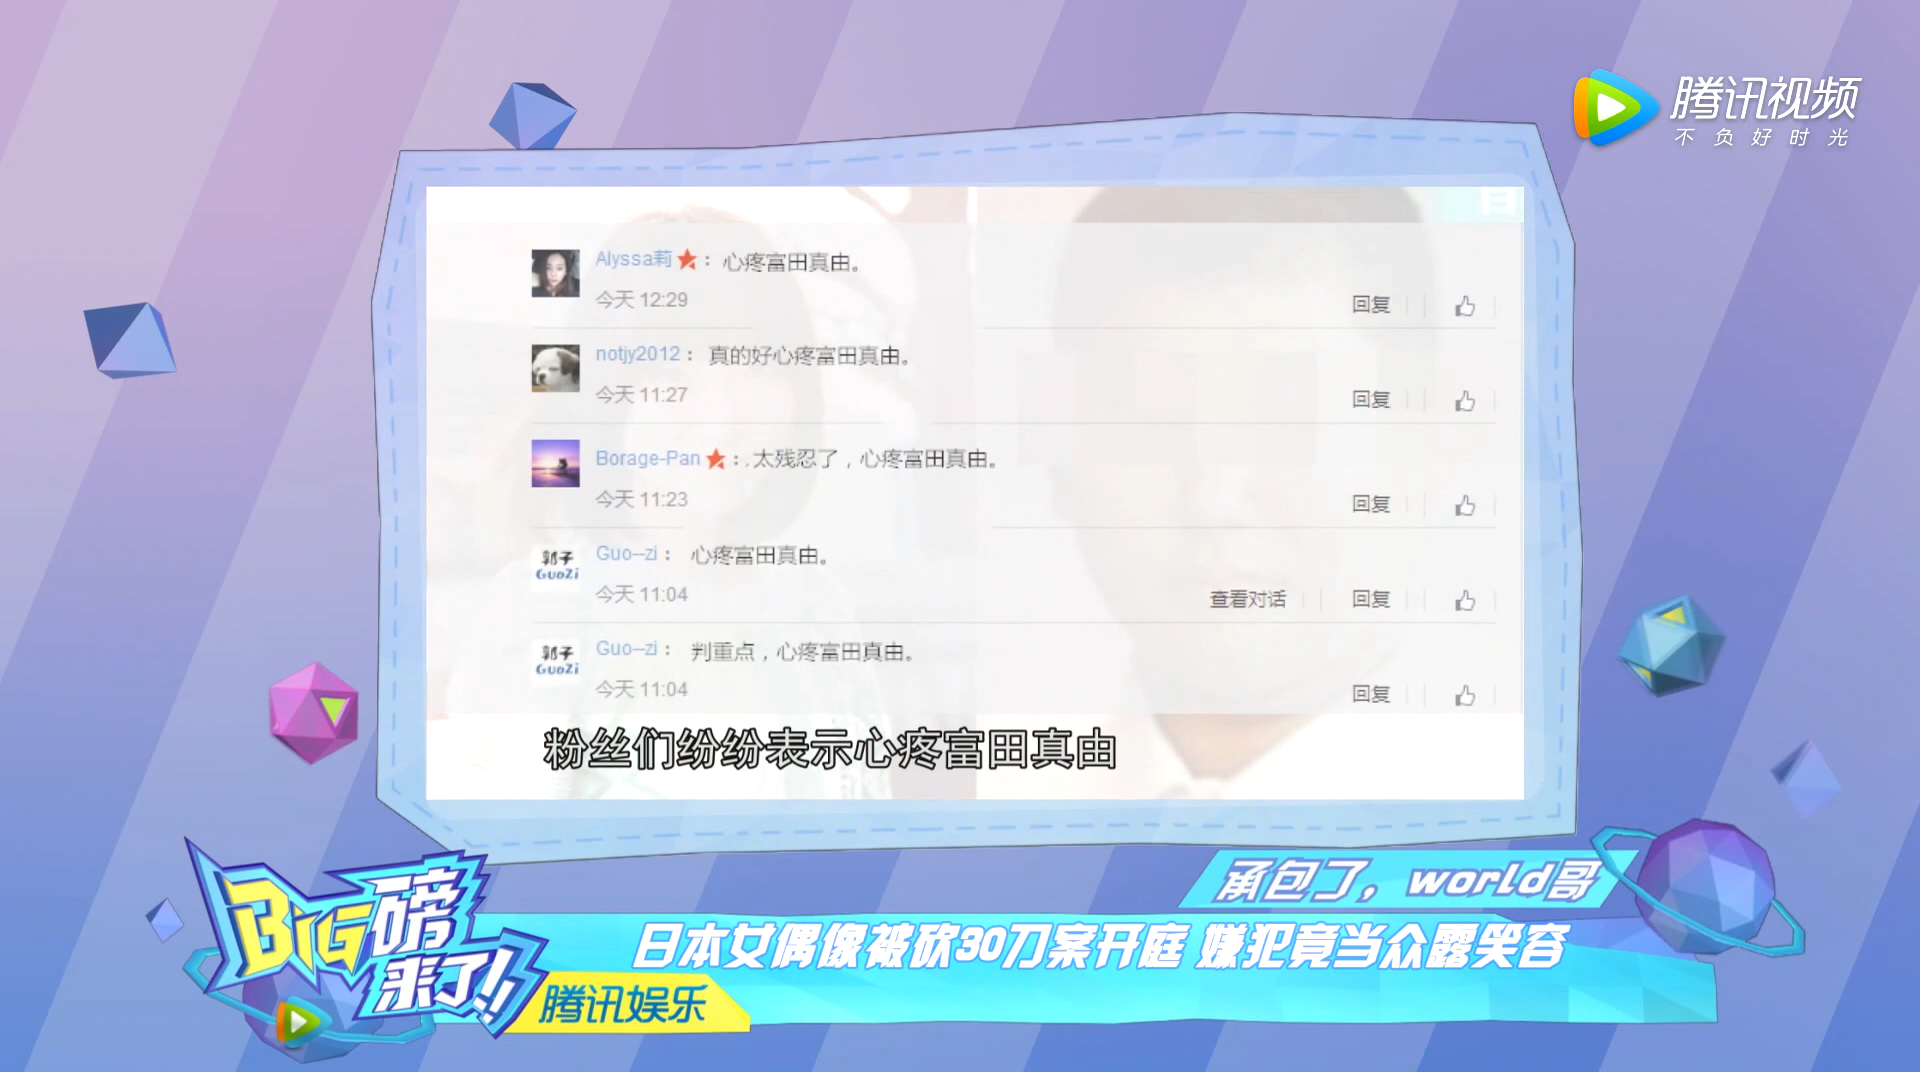 腾讯视频
不负好时光
Alyssa莉：心疼富田真由。
今天 12:29
回复
notjy2012：真的好心疼富田真由。
今天 11:27
回复
Borage-Pan：.太残忍了，心疼富田真由。
今天 11:23
回复
郭子
GuoZi
Guo--zi：心疼富田真由。
今天 11:04
查看对话 回复
郭子
GuoZi
Guo--zi：判重点，心疼富田真由。
今天 11:04
回复
粉丝们纷纷表示心疼富田真由
承包了，world哥
BIG磅来了!!
日本女偶像被砍30刀案开庭 嫌犯竟当众露笑容
腾讯娱乐